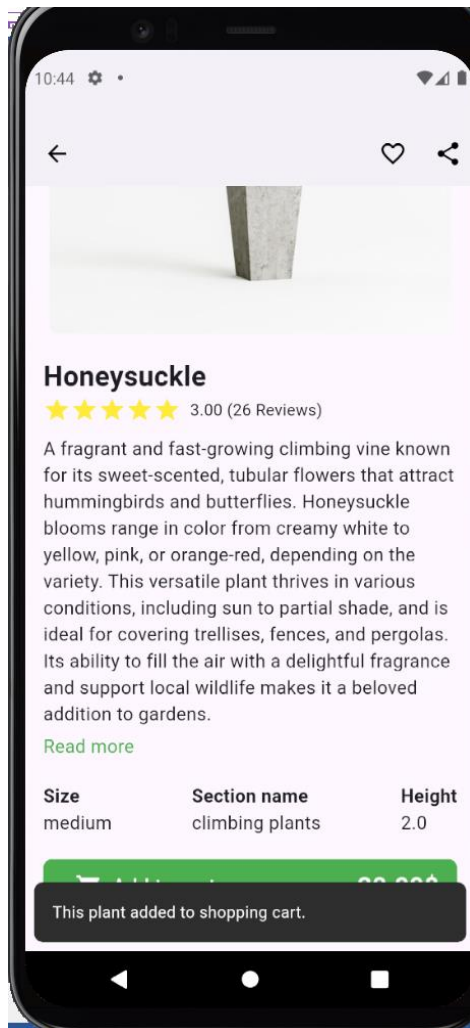 10:44
Honeysuckle
3.00 (26 Reviews)
A fragrant and fast-growing climbing vine known
for its sweet-scented, tubular flowers that attract
hummingbirds and butterflies. Honeysuckle
blooms range in color from creamy white to
yellow, pink, or orange-red, depending on the
variety. This versatile plant thrives in various
conditions, including sun to partial shade, and is
ideal for covering trellises, fences, and pergolas.
Its ability to fill the air with a delightful fragrance
and support local wildlife makes it a beloved
addition to gardens.
Read more
Size Section name Height
medium climbing plants 2.0
This plant added to shopping cart.